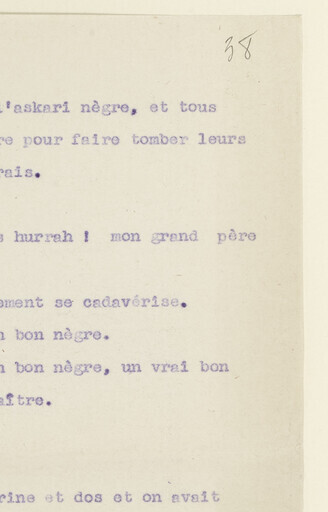 38
l'askari nègre, et tous
re pour faire tomber leurs
rais.
s hurrah ! mon grand père
ement se cadavérise.
n bon nègre.
n bon nègre, un vrai bon
aître.
rine et dos et on avait